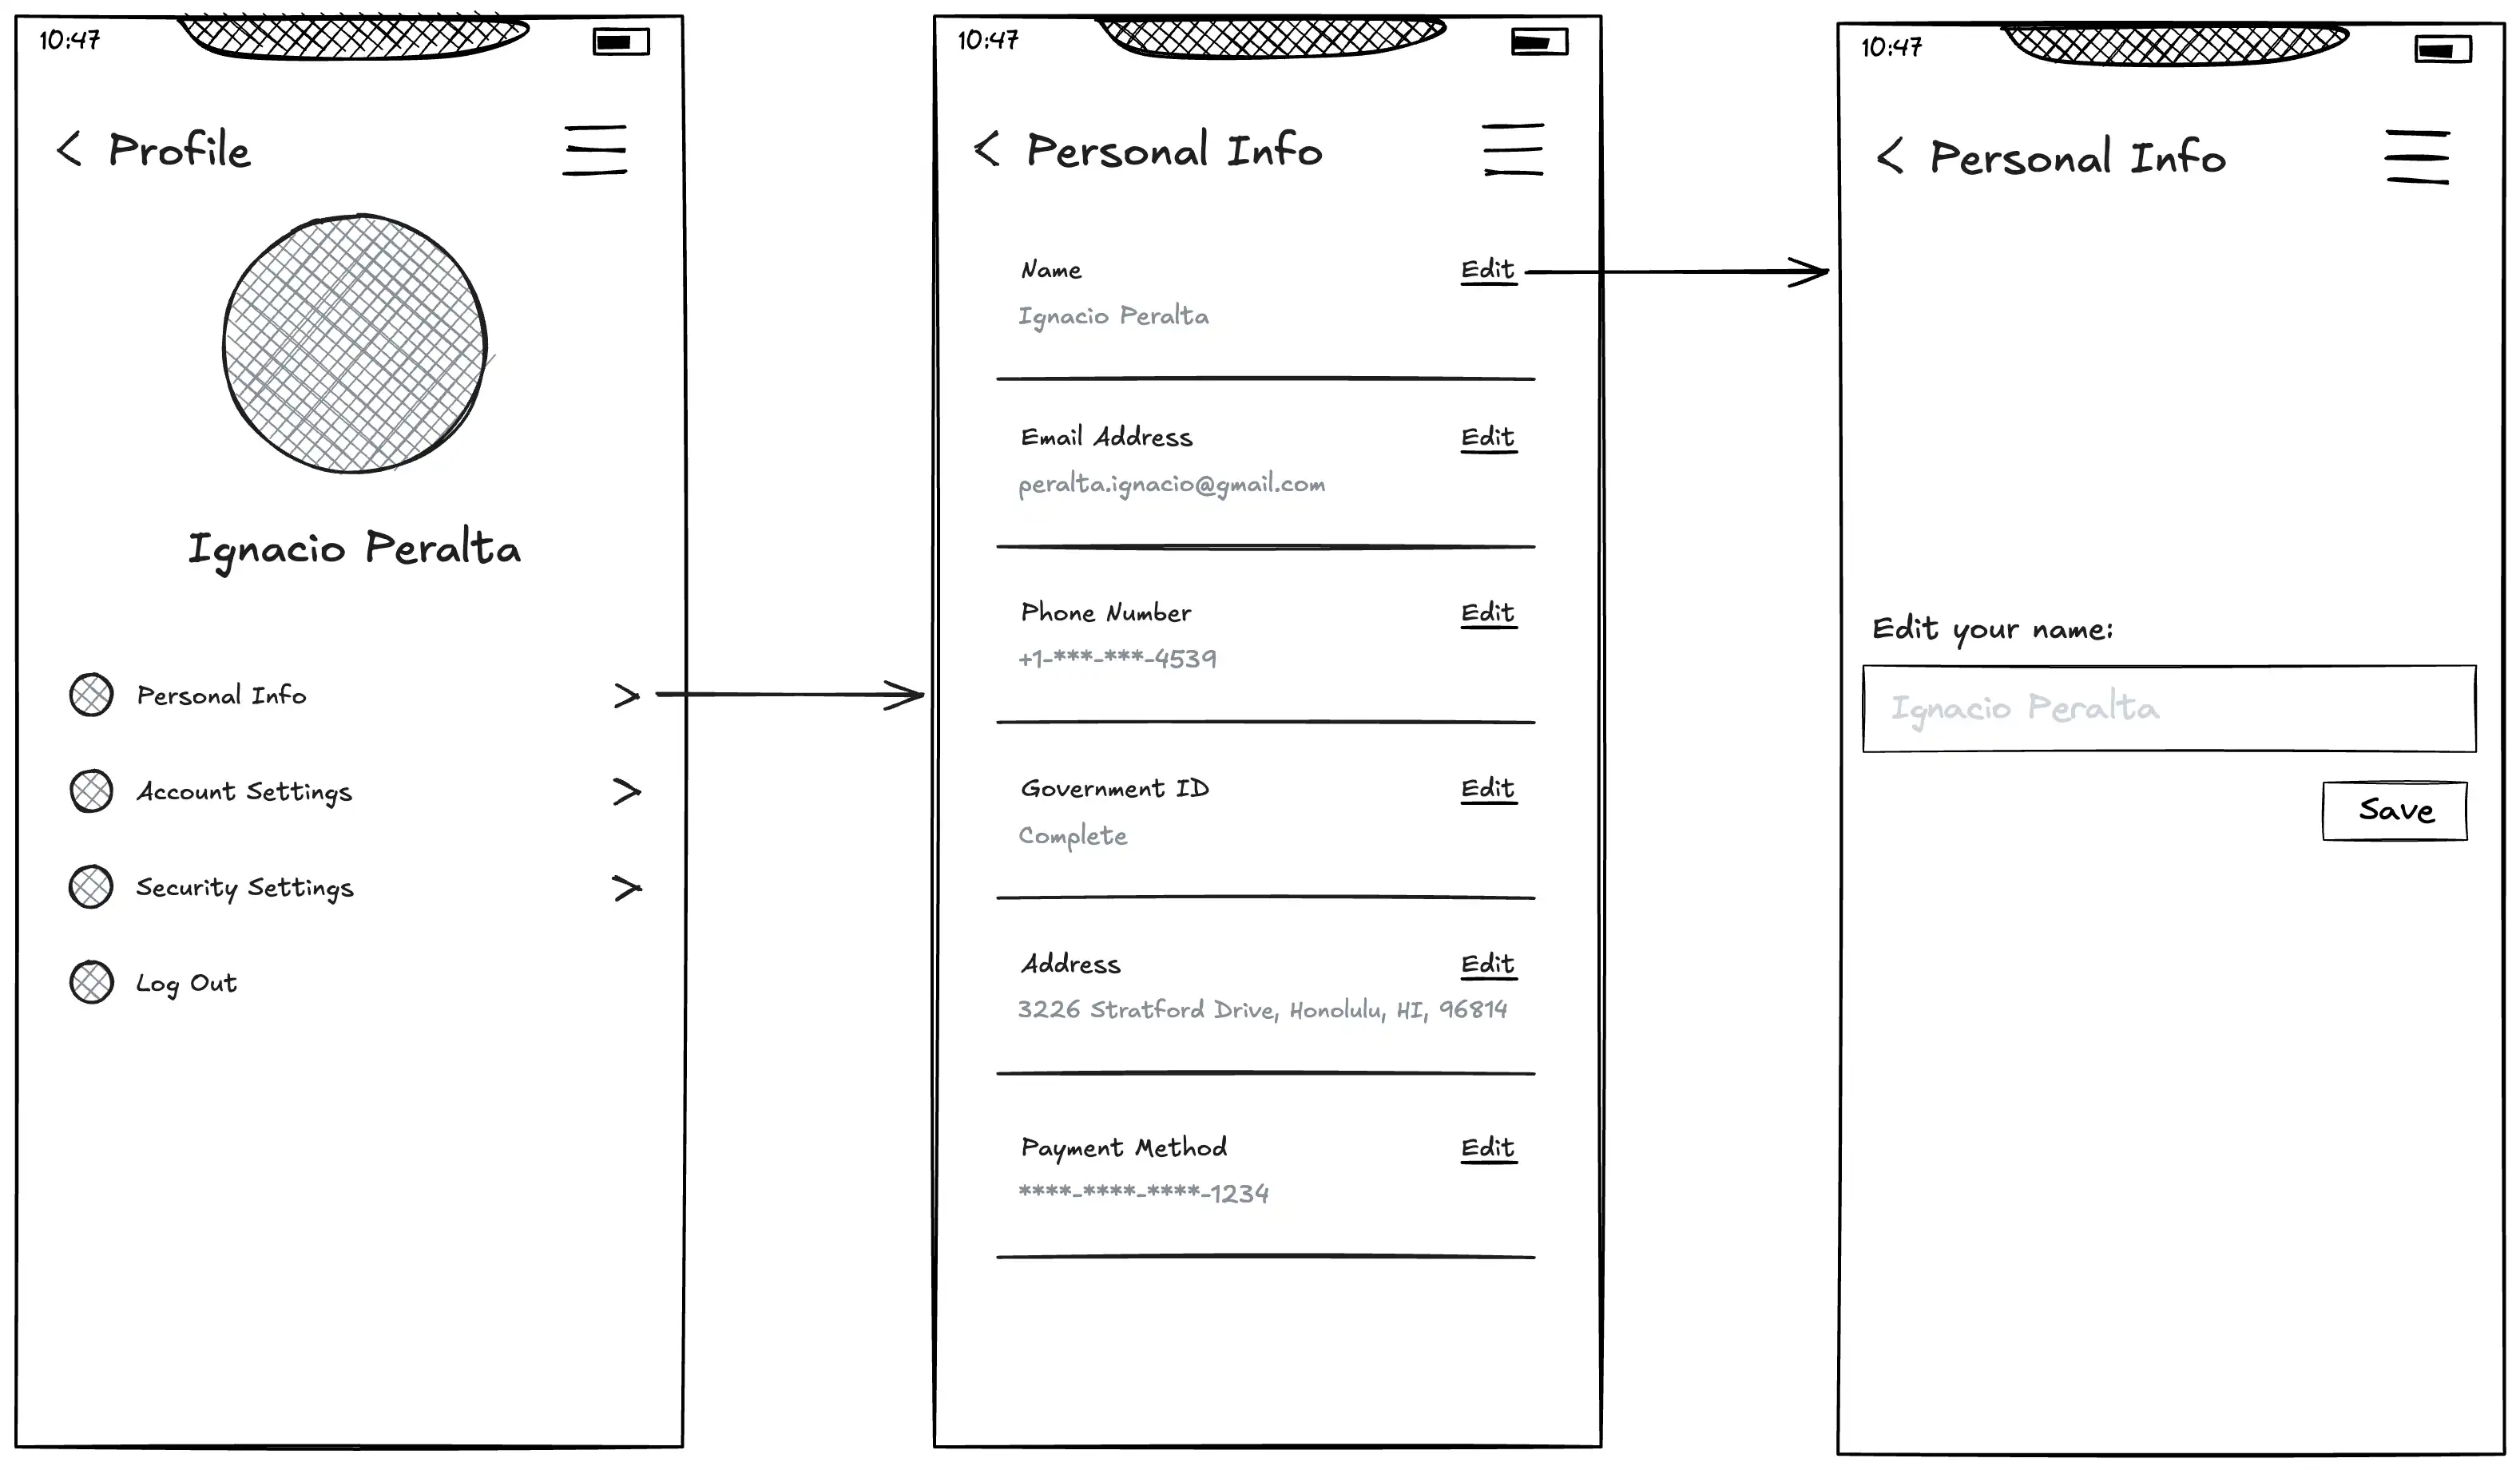 10:47
< Profile
Ignacio Peralta
Personal Info >
Account Settings >
Security Settings >
Log Out
10:47
< Personal Info
Name Edit
Ignacio Peralta
Email Address Edit
peralta.ignacio@gmail.com
Phone Number Edit
+1-***-***-4539
Government ID Edit
Complete
Address Edit
3226 Stratford Drive, Honolulu, HI, 96814
Payment Method Edit
****-****-****-1234
10:47
< Personal Info
Edit your name:
Ignacio Peralta
Save